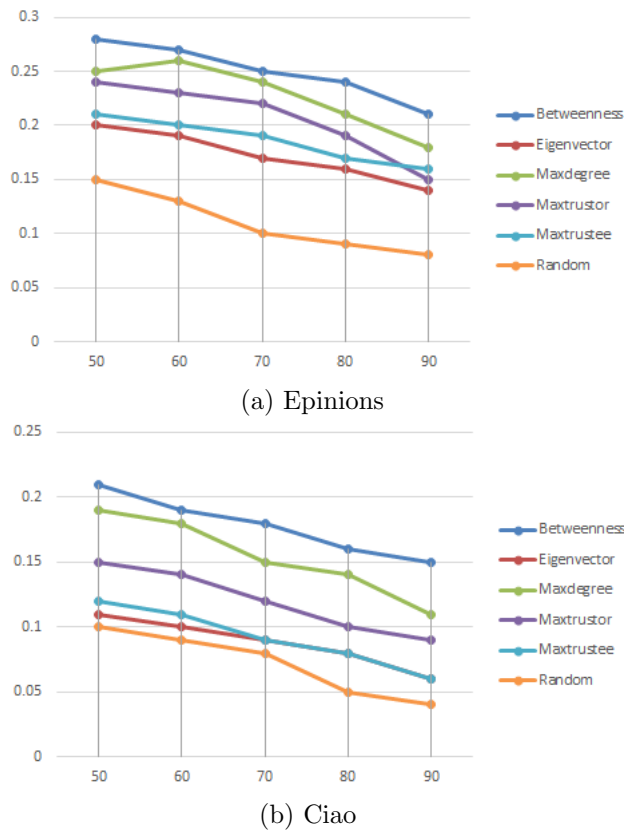 0.3
0.25
0.2
0.15
0.1
0.05
0
50 60 70 80 90
Betweenness
Eigenvector
Maxdegree
Maxtrustor
Maxtrustee
Random
(a) Epinions
0.25
0.2
0.15
0.1
0.05
0
50 60 70 80 90
Betweenness
Eigenvector
Maxdegree
Maxtrustor
Maxtrustee
Random
(b) Ciao